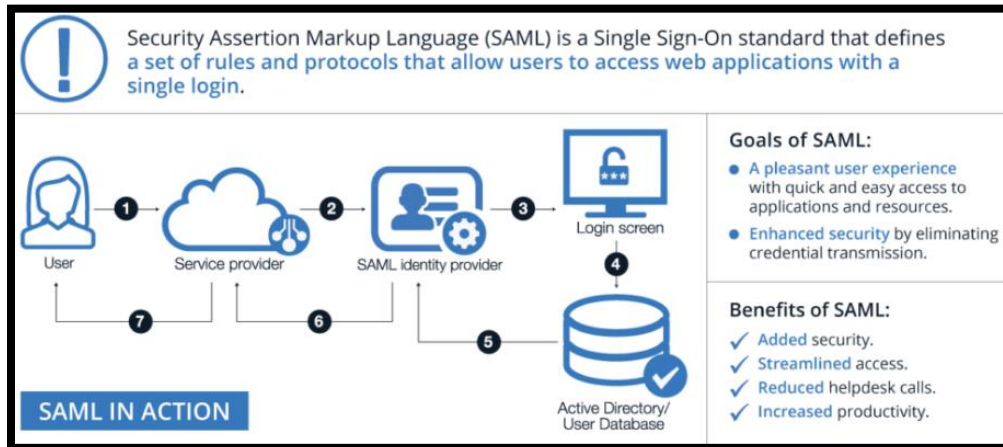 Security Assertion Markup Language (SAML) is a Single Sign-On standard that defines
a set of rules and protocols that allow users to access web applications with a
single login.
1
2
3
Login screen
User
Service provider
SAML identity provider
4
7
6
5
Active Directory/
User Database
SAML IN ACTION
Goals of SAML:
A pleasant user experience
with quick and easy access to
applications and resources.
Enhanced security by eliminating
credential transmission.
Benefits of SAML:
Added security.
Streamlined access.
Reduced helpdesk calls.
Increased productivity.